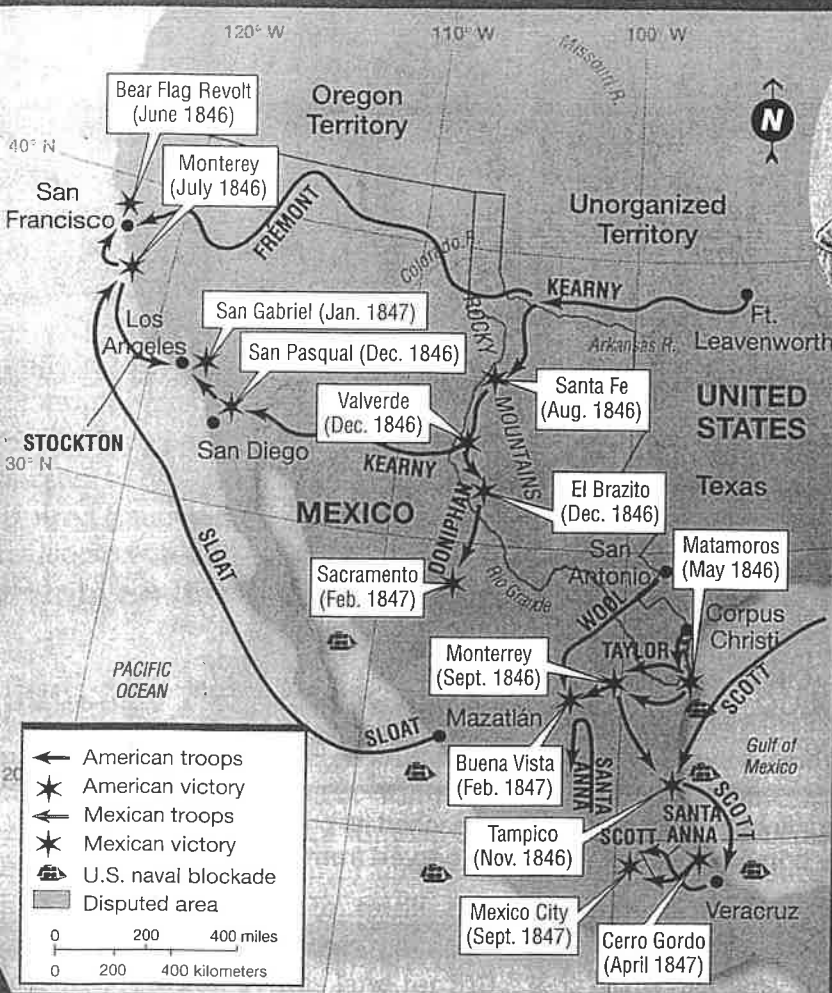 120° W
110° W
100° W
Missouri R.
Bear Flag Revolt
(June 1846)
Oregon
Territory
N
40° N
Monterey
(July 1846)
San
Francisco
FRÉMONT
Unorganized
Territory
Colorado R.
KEARNY
Ft.
Leavenworth
ROCKY
MOUNTAINS
Arkansas R.
Los
Angeles
San Gabriel (Jan. 1847)
San Pasqual (Dec. 1846)
Santa Fe
(Aug. 1846)
UNITED
STATES
Valverde
(Dec. 1846)
STOCKTON
San Diego
KEARNY
30° N
MEXICO
El Brazito
(Dec. 1846)
Texas
DONIPHAN
San
Antonio
Matamoros
(May 1846)
SLOAT
Sacramento
(Feb. 1847)
Rio Grande
WOOL
Corpus
Christi
TAYLOR
Monterrey
(Sept. 1846)
SCOTT
PACIFIC
OCEAN
SLOAT
Mazatlán
Buena Vista
(Feb. 1847)
SANTA
ANNA
Gulf of
Mexico
Tampico
(Nov. 1846)
SANTA
ANNA
SCOTT
SCOTT
Veracruz
Mexico City
(Sept. 1847)
Cerro Gordo
(April 1847)
American troops
American victory
Mexican troops
Mexican victory
U.S. naval blockade
Disputed area
0 200 400 miles
0 200 400 kilometers